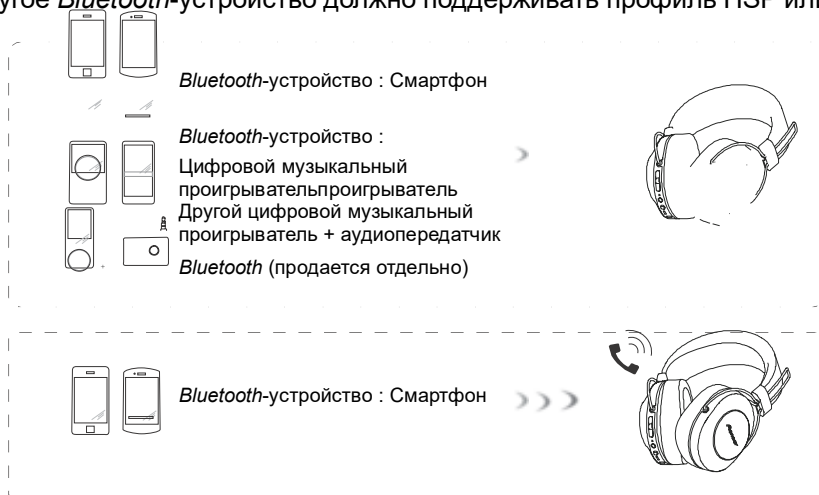 угое Bluetooth-устройство должно поддерживать профиль HSP или
Bluetooth-устройство : Смартфон
Bluetooth-устройство :
Цифровой музыкальный
проигрывательпроигрыватель
Другой цифровой музыкальный
проигрыватель + аудиопередатчик
Bluetooth (продается отдельно)
Bluetooth-устройство : Смартфон
Pioneer